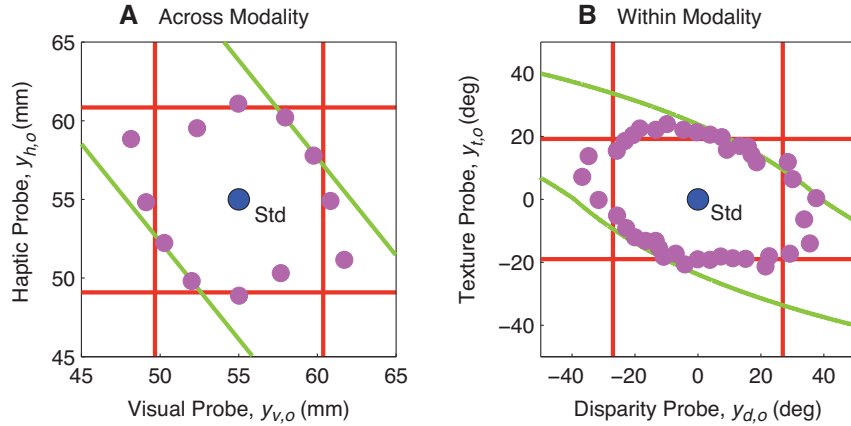 A Across Modality
65
60
55
50
45
Haptic Probe, y_{h,o} (mm)
Std
45 50 55 60 65
Visual Probe, y_{v,o} (mm)
B Within Modality
40
20
0
−20
−40
Texture Probe, y_{t,o} (deg)
Std
−40 −20 0 20 40
Disparity Probe, y_{d,o} (deg)